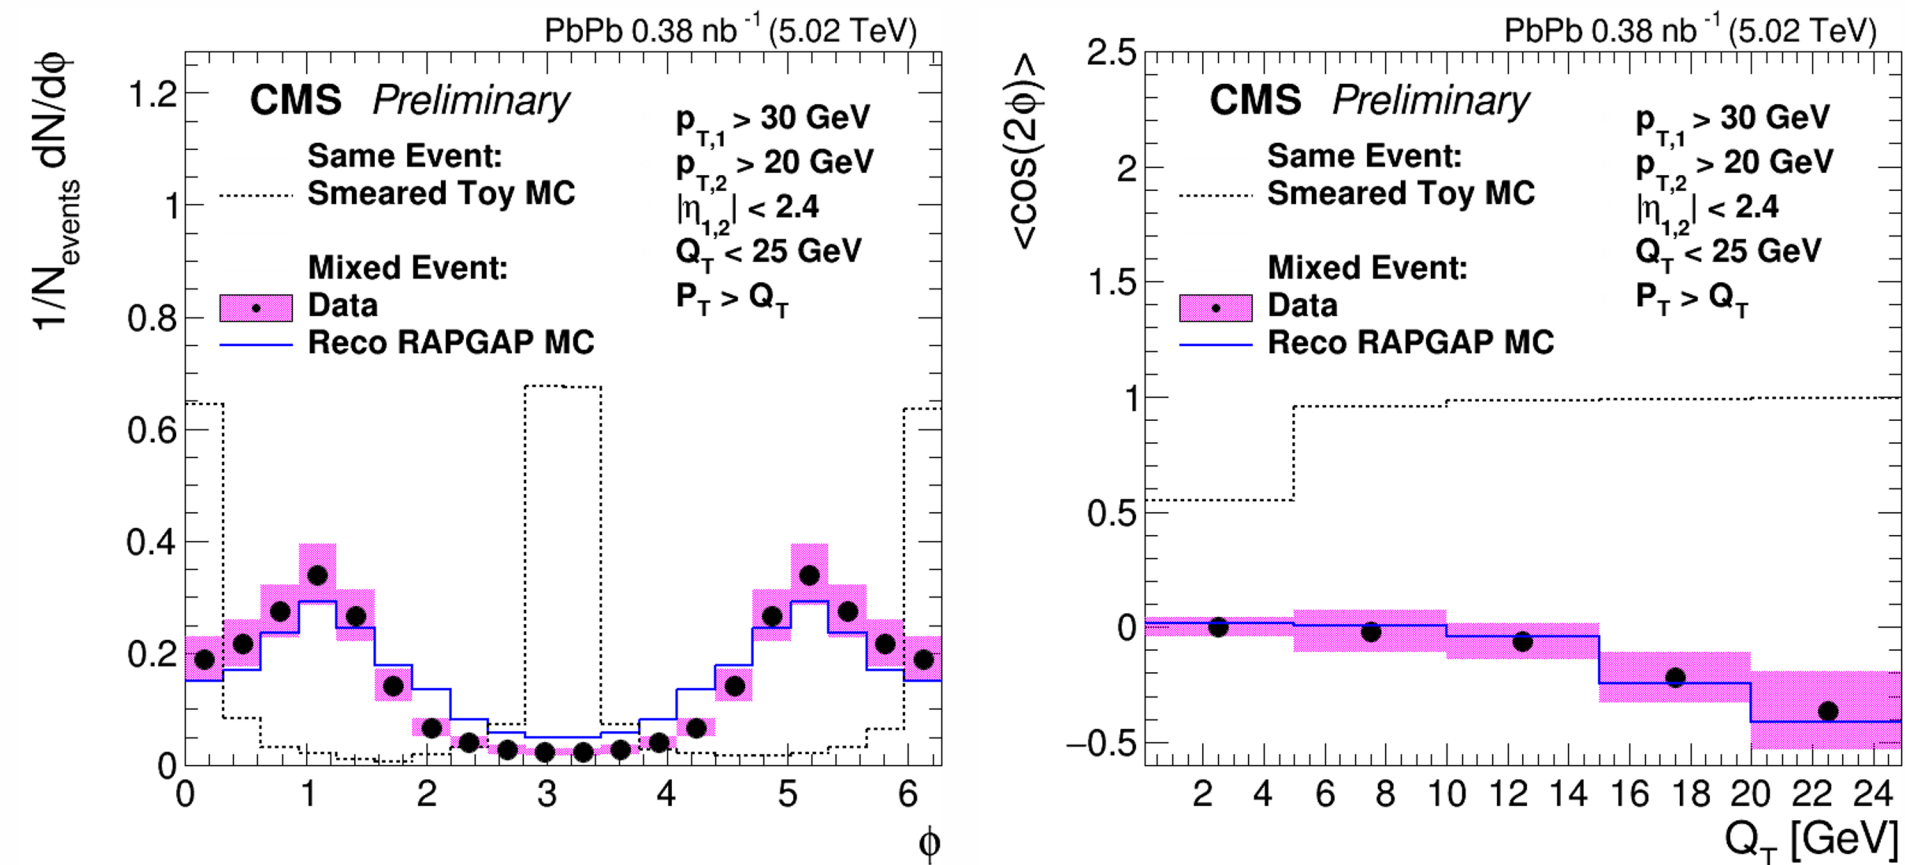 PbPb 0.38 nb⁻¹ (5.02 TeV)
1/N_events dN/dϕ
CMS Preliminary
Same Event:
Smeared Toy MC
Mixed Event:
Data
Reco RAPGAP MC
p_T,1 > 30 GeV
p_T,2 > 20 GeV
|η_1,2| < 2.4
Q_T < 25 GeV
P_T > Q_T
1.2
1
0.8
0.6
0.4
0.2
0
0 1 2 3 4 5 6
ϕ
PbPb 0.38 nb⁻¹ (5.02 TeV)
<cos(2ϕ)>
CMS Preliminary
Same Event:
Smeared Toy MC
Mixed Event:
Data
Reco RAPGAP MC
p_T,1 > 30 GeV
p_T,2 > 20 GeV
|η_1,2| < 2.4
Q_T < 25 GeV
P_T > Q_T
2.5
2
1.5
1
0.5
0
−0.5
2 4 6 8 10 12 14 16 18 20 22 24
Q_T [GeV]